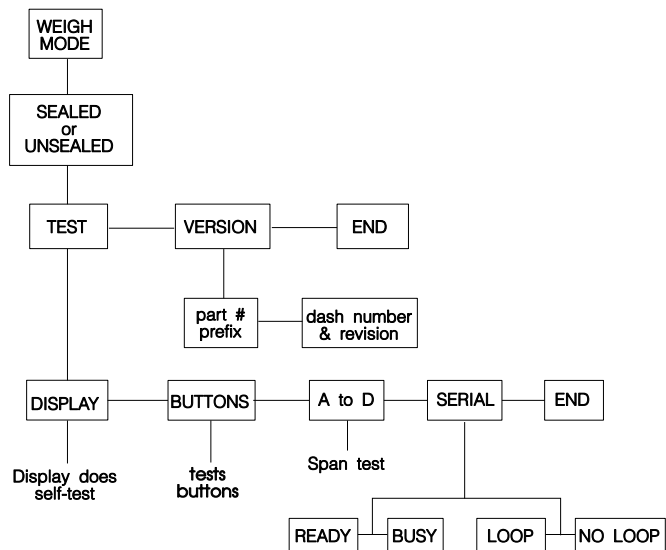 WEIGH
MODE
SEALED
or
UNSEALED
TEST
VERSION
END
part #
prefix
dash number
& revision
DISPLAY
BUTTONS
A to D
SERIAL
END
Display does
self-test
tests
buttons
Span test
READY
BUSY
LOOP
NO LOOP